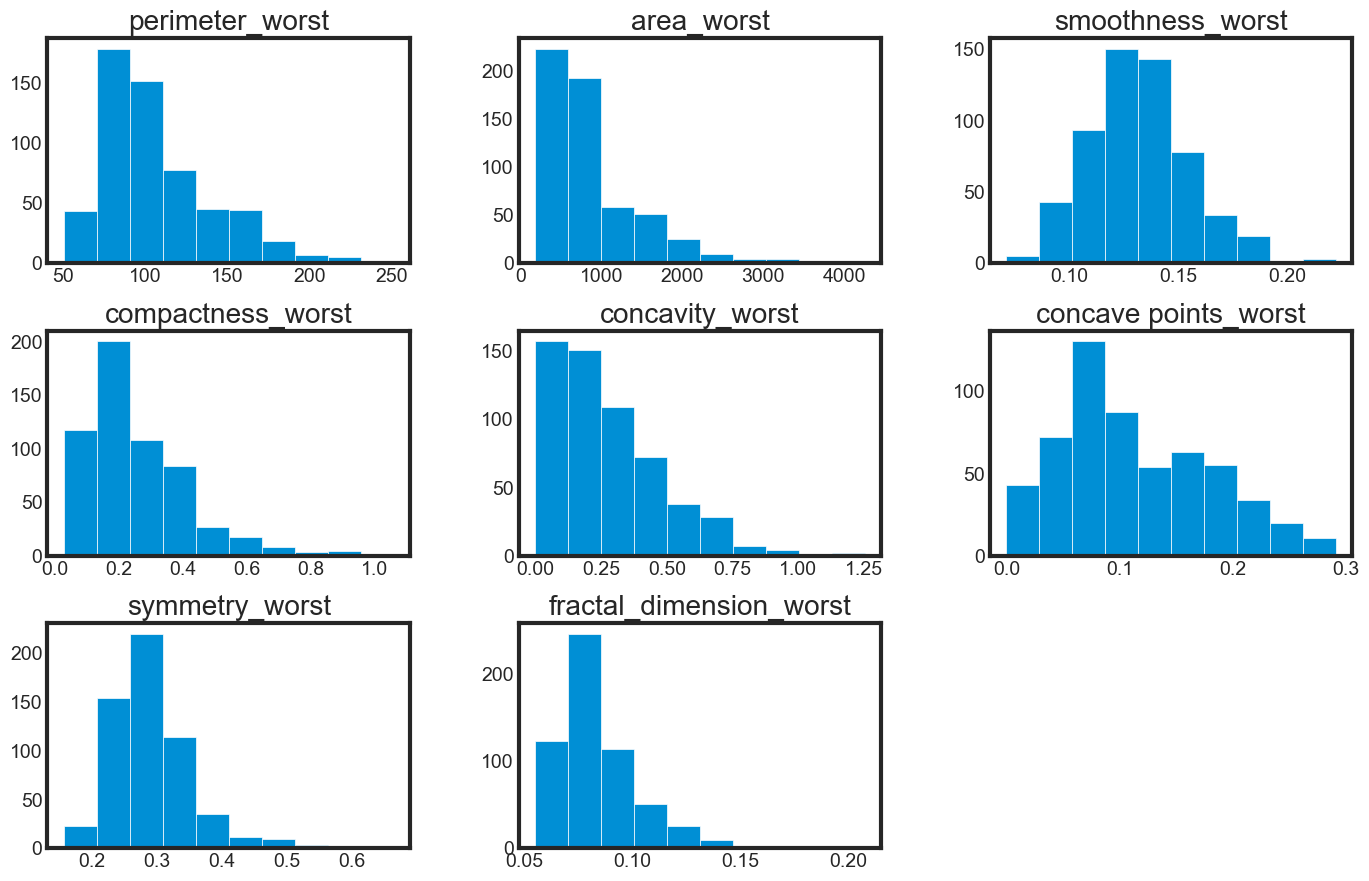 perimeter_worst
area_worst
smoothness_worst
150
100
50
0
50 100 150 200 250
200
150
100
50
0
0 1000 2000 3000 4000
150
100
50
0
0.10 0.15 0.20
compactness_worst
concavity_worst
concave points_worst
200
150
100
50
0
0.0 0.2 0.4 0.6 0.8 1.0
150
100
50
0
0.00 0.25 0.50 0.75 1.00 1.25
100
50
0
0.0 0.1 0.2 0.3
symmetry_worst
fractal_dimension_worst
200
150
100
50
0
0.2 0.3 0.4 0.5 0.6
200
100
0
0.05 0.10 0.15 0.20